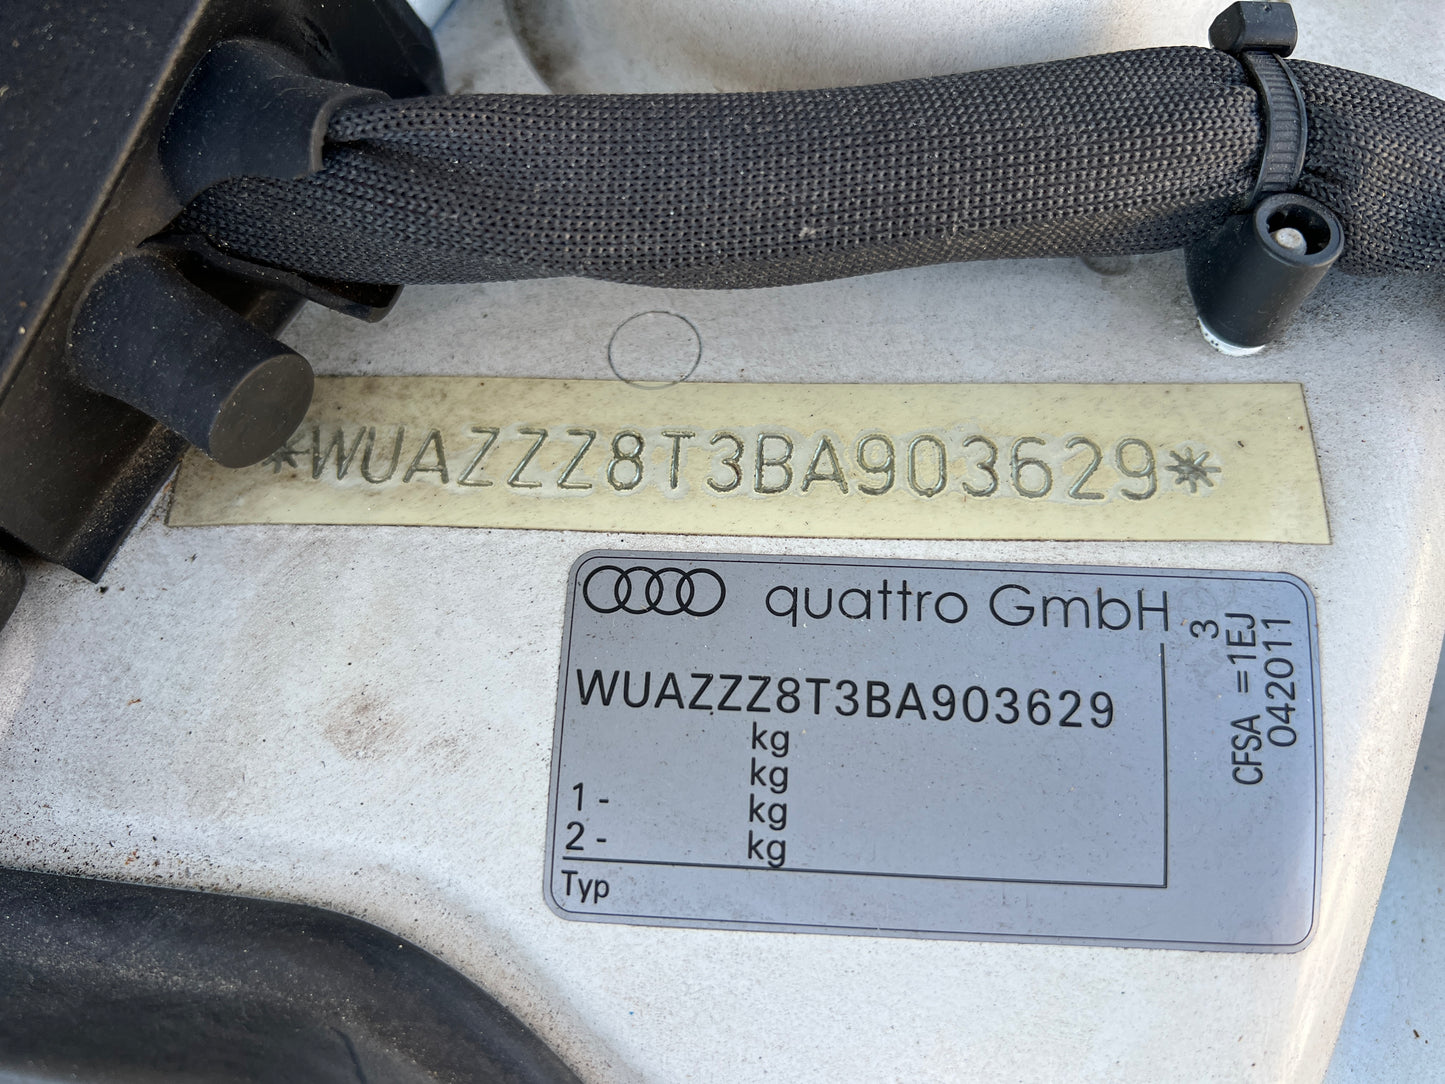 *WUAZZZ8T3BA903629*
quattro GmbH
WUAZZZ8T3BA903629
kg
kg
1 - kg
2 - kg
Typ
3
CFSA =1EJ
042011